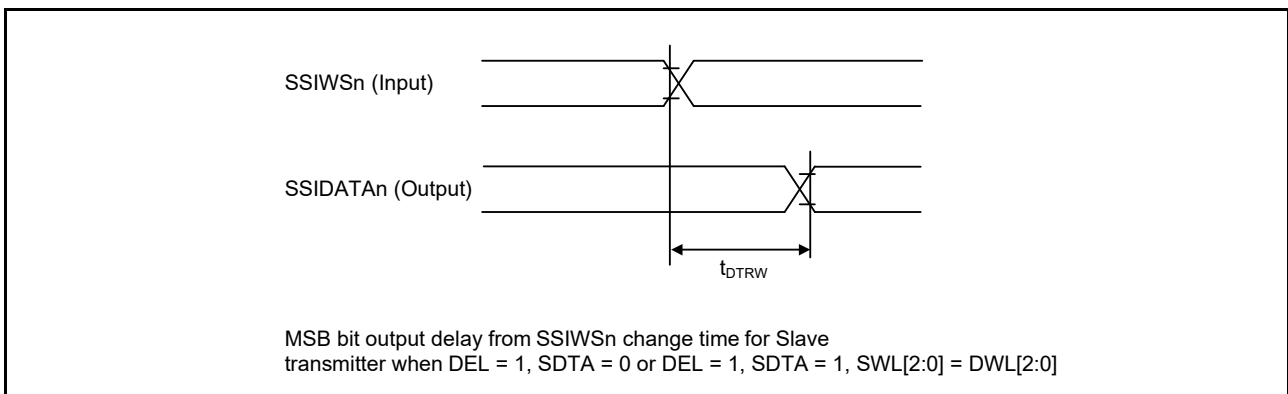 SSIWSn (Input)
SSIDATAn (Output)
tDTRW
MSB bit output delay from SSIWSn change time for Slave
transmitter when DEL = 1, SDTA = 0 or DEL = 1, SDTA = 1, SWL[2:0] = DWL[2:0]